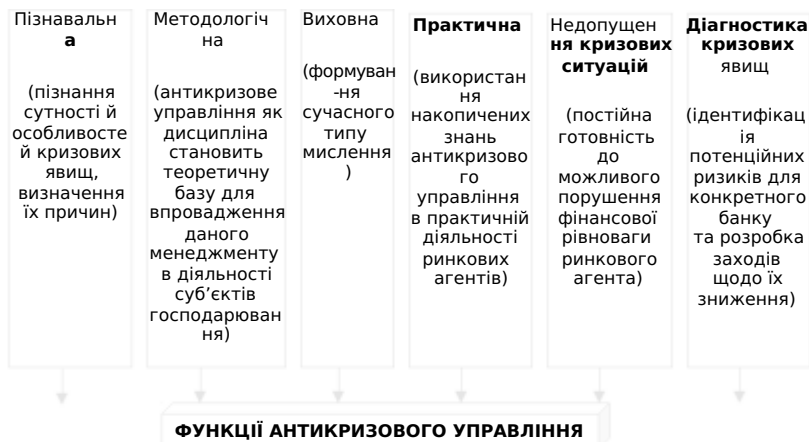 Пізнавальн
а
(пізнання
сутності й
особливосте
й кризових
явищ,
визначення
їх причин)
Методологіч
на
(антикризове
управління як
дисципліна
становить
теоретичну
базу для
впровадження
даного
менеджменту
в діяльності
суб’єктів
господарюван
ня)
Виховна
(формуван
-ня
сучасного
типу
мислення
)
Практична
(використан
ня
накопичених
знань
антикризово
го
управління
в практичній
діяльності
ринкових
агентів)
Недопущен
ня кризових
ситуацій
(постійна
готовність
до
можливого
порушення
фінансової
рівноваги
ринкового
агента)
Діагностика
кризових
явищ
(ідентифікац
ія
потенційних
ризиків для
конкретного
банку
та розробка
заходів
щодо їх
зниження)
ФУНКЦІЇ АНТИКРИЗОВОГО УПРАВЛІННЯ